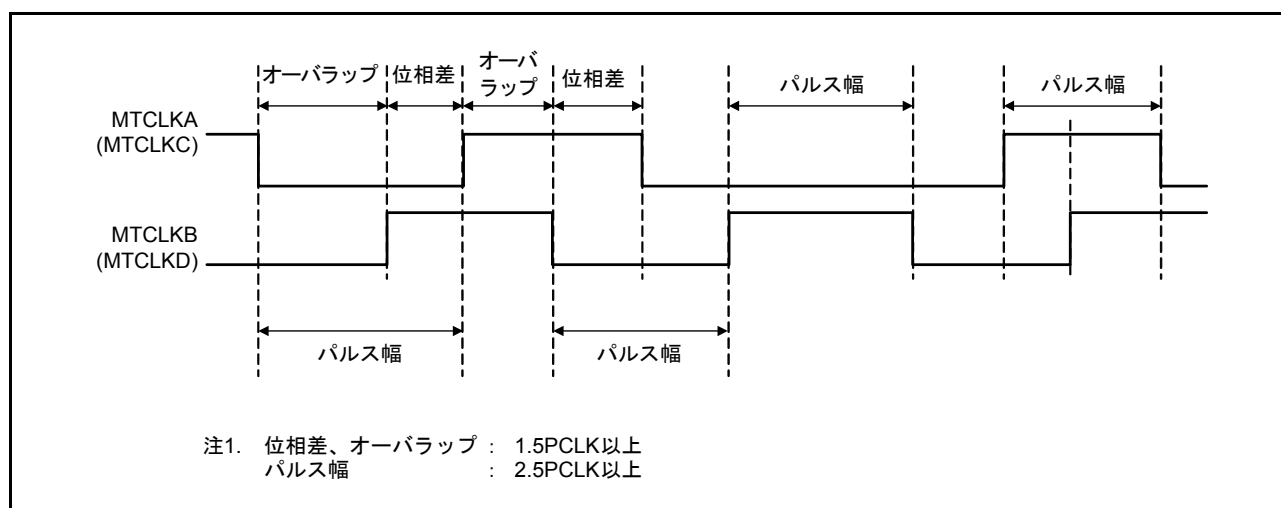 オーバラップ 位相差 オーバ
ラップ 位相差 パルス幅 パルス幅
MTCLKA
(MTCLKC)
MTCLKB
(MTCLKD)
パルス幅 パルス幅
注1. 位相差、オーバラップ : 1.5PCLK以上
パルス幅 : 2.5PCLK以上